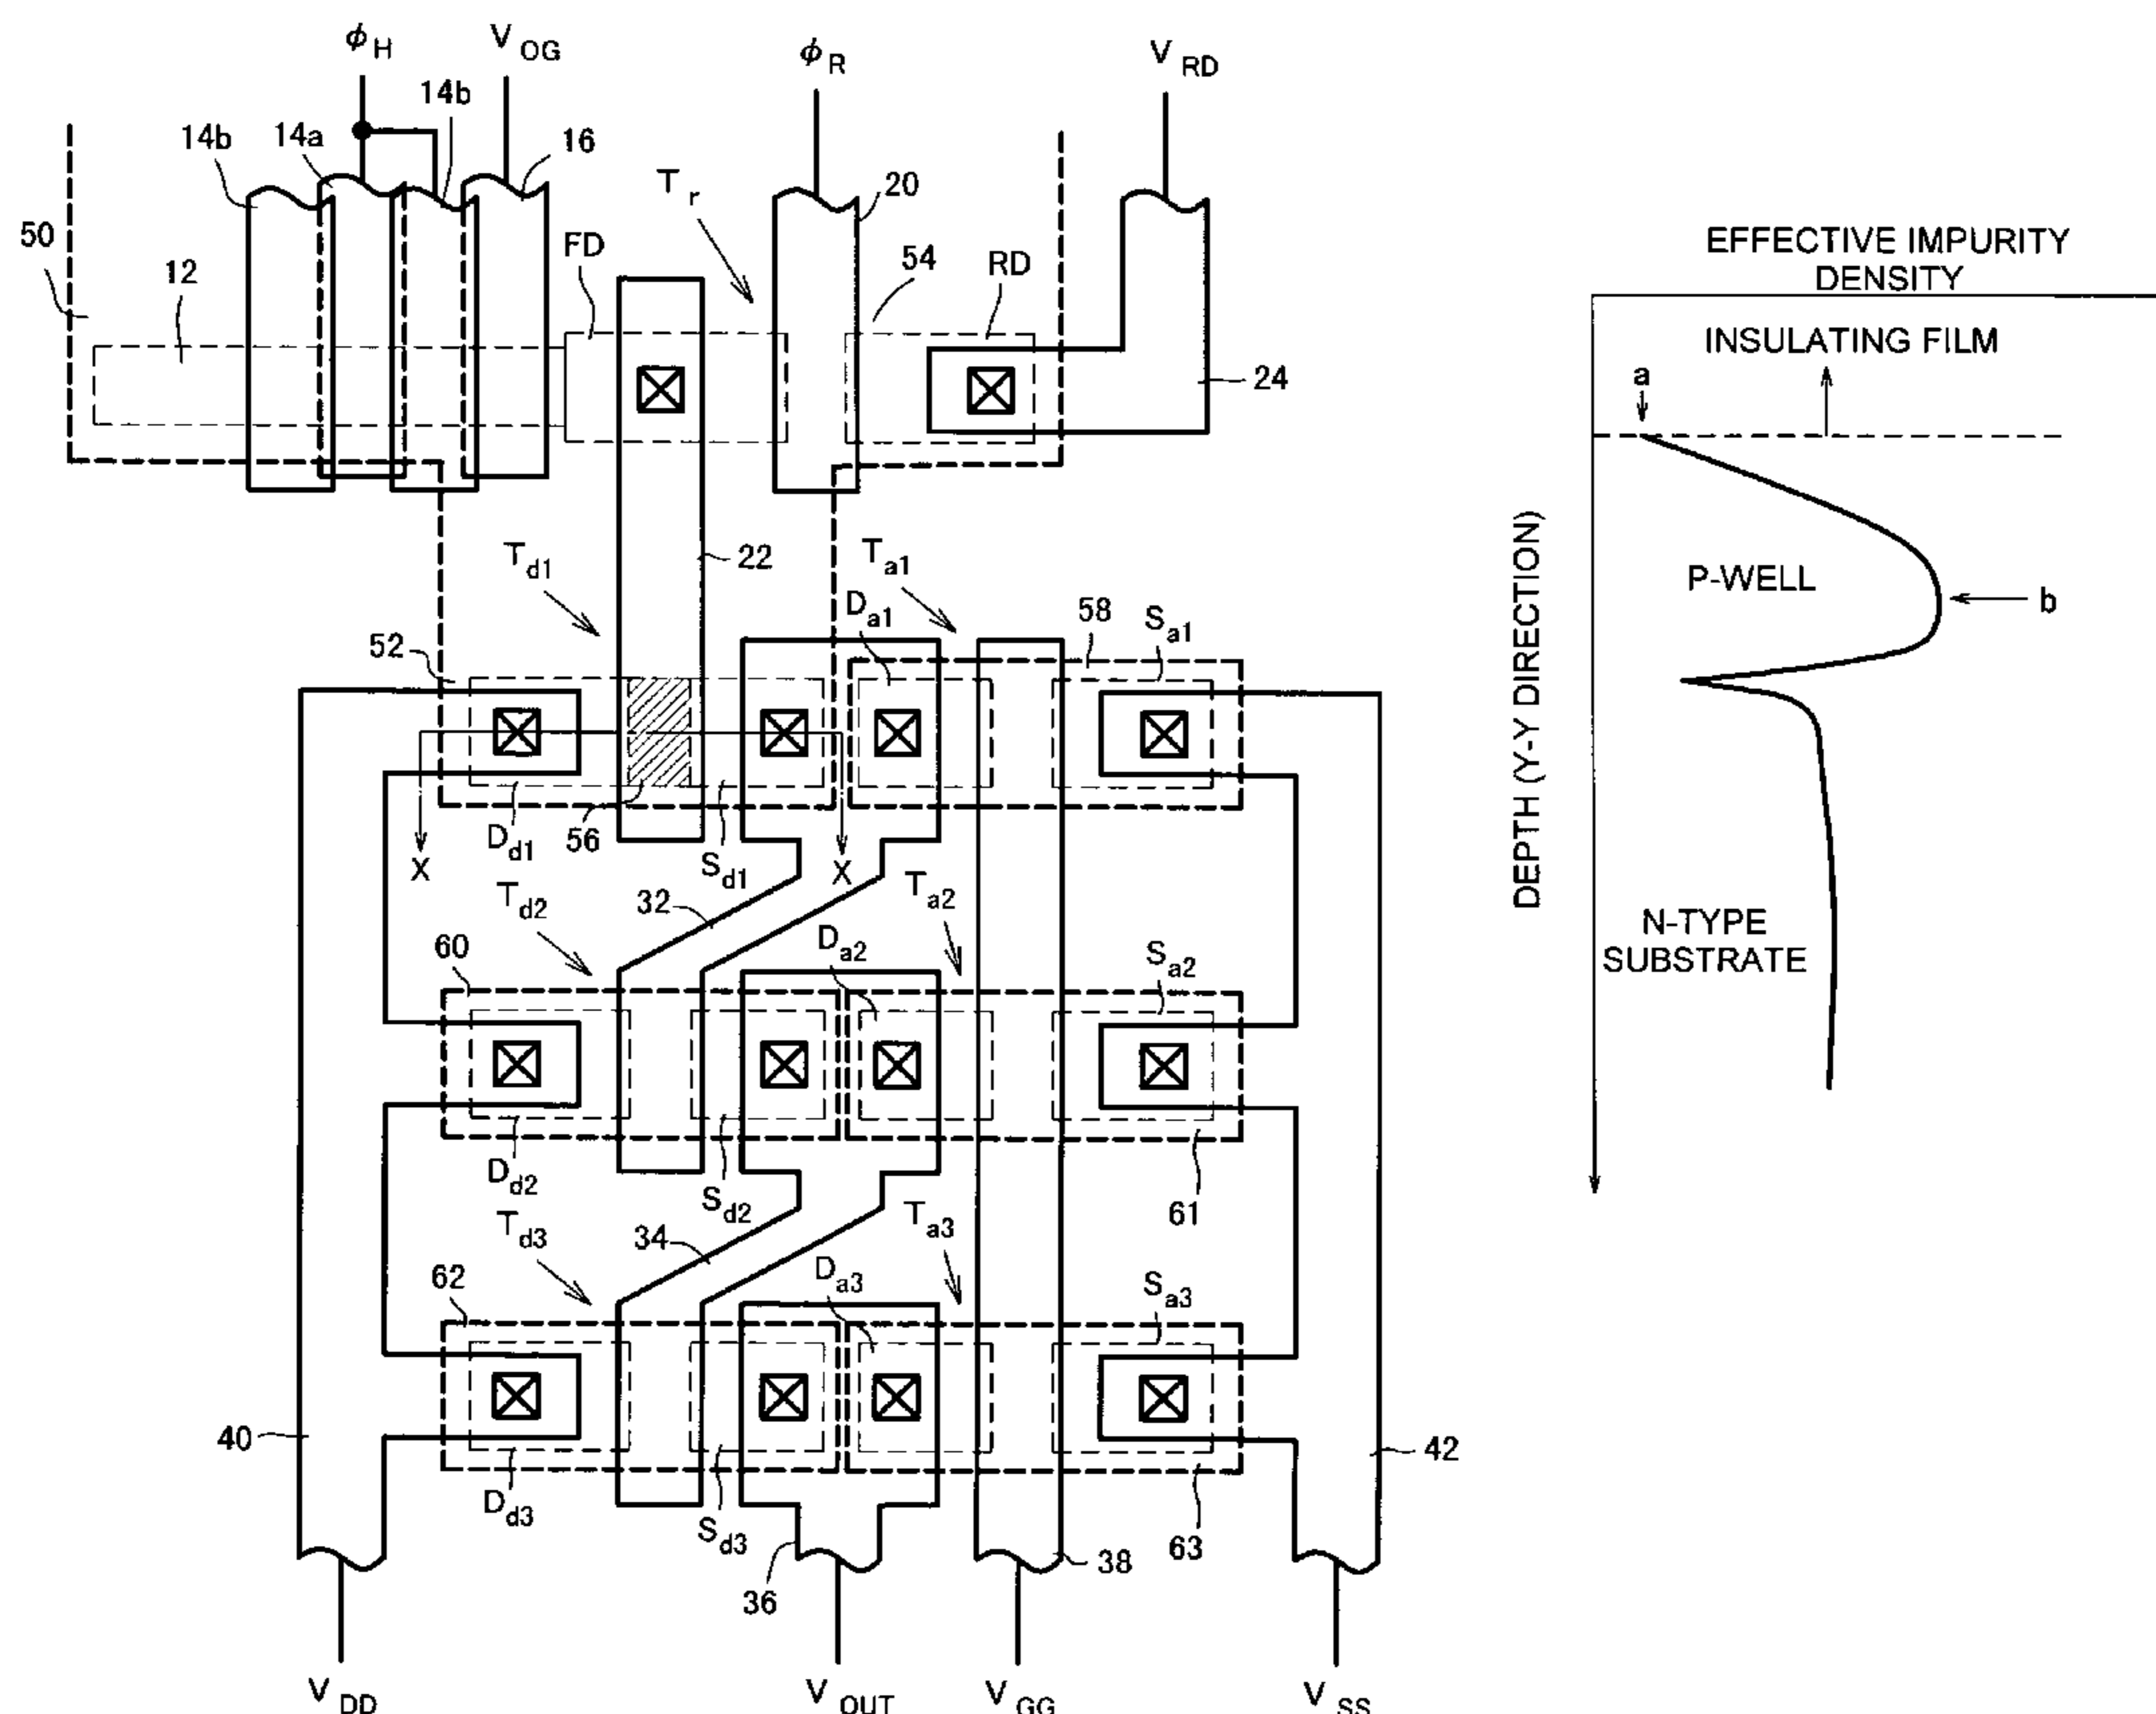 ϕH
VOG
ϕR
VRD
14b
14a
14b
16
Tr
20
50
12
FD
54
RD
24
Td1
22
Ta1
Da1
58
Sa1
52
Dd1
56
Sd1
X
X
Td2
32
Ta2
Da2
60
Sa2
Dd2
Sd2
61
Td3
34
Ta3
Da3
62
Sa3
40
42
Dd3
Sd3
63
36
38
VDD
VOUT
VGG
VSS
EFFECTIVE IMPURITY
DENSITY
INSULATING FILM
a
P-WELL
b
DEPTH (Y-Y DIRECTION)
N-TYPE
SUBSTRATE